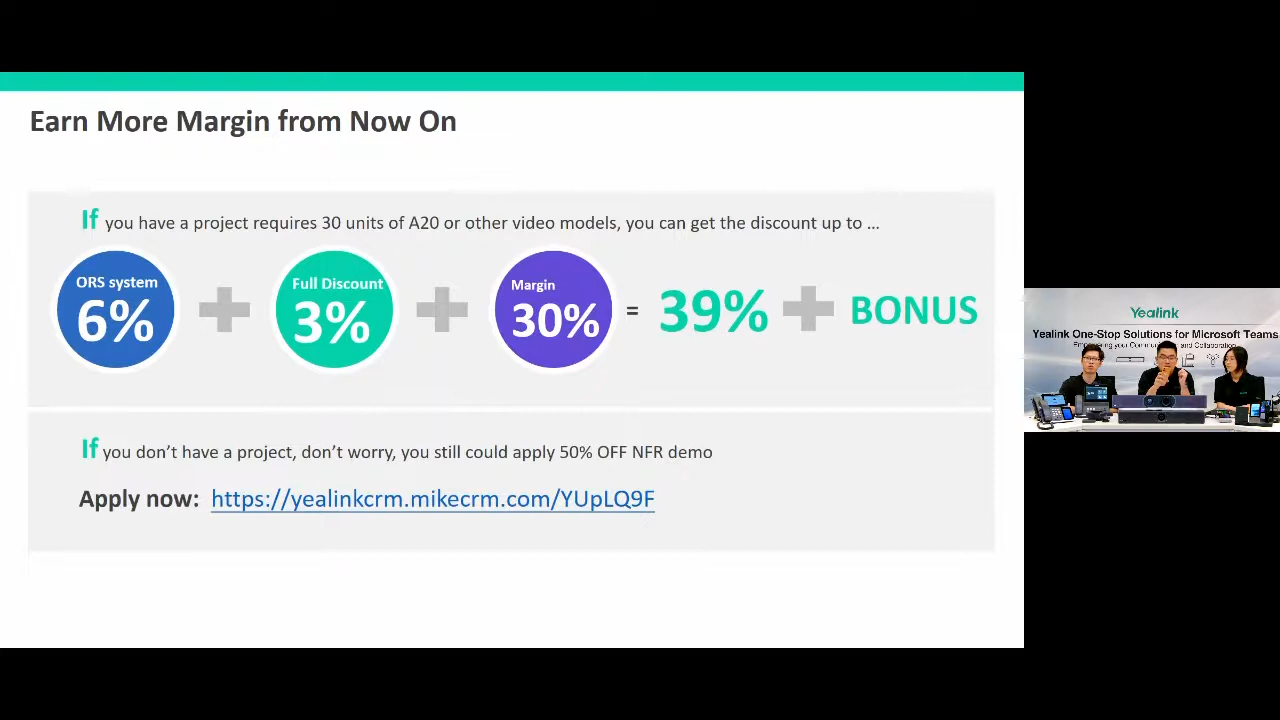 Earn More Margin from Now On
If you have a project requires 30 units of A20 or other video models, you can get the discount up to ...
ORS system
6%
Full Discount
3%
Margin
30%
=
39%
BONUS
If you don't have a project, don't worry, you still could apply 50% OFF NFR demo
Apply now: https://yealinkcrm.mikecrm.com/YUpLQ9F
Yealink
Yealink One-Stop Solutions for Microsoft Teams
and Collaboration